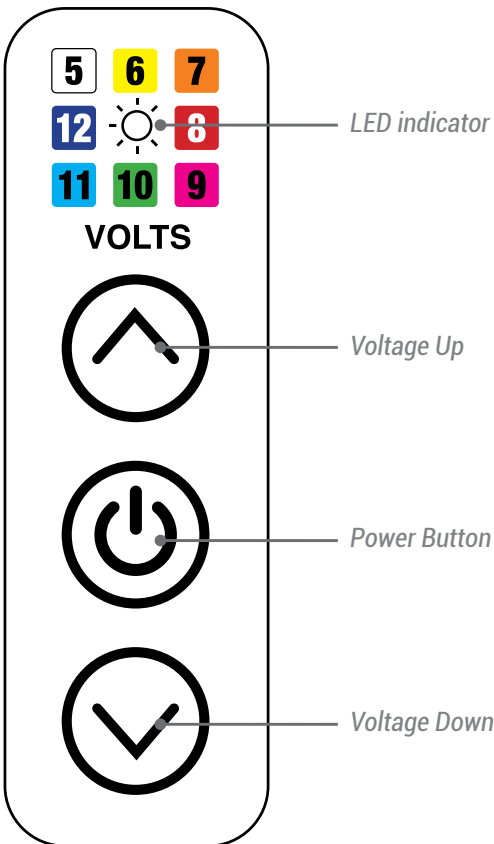 5 6 7
12 8
LED indicator
11 10 9
VOLTS
Voltage Up
Power Button
Voltage Down